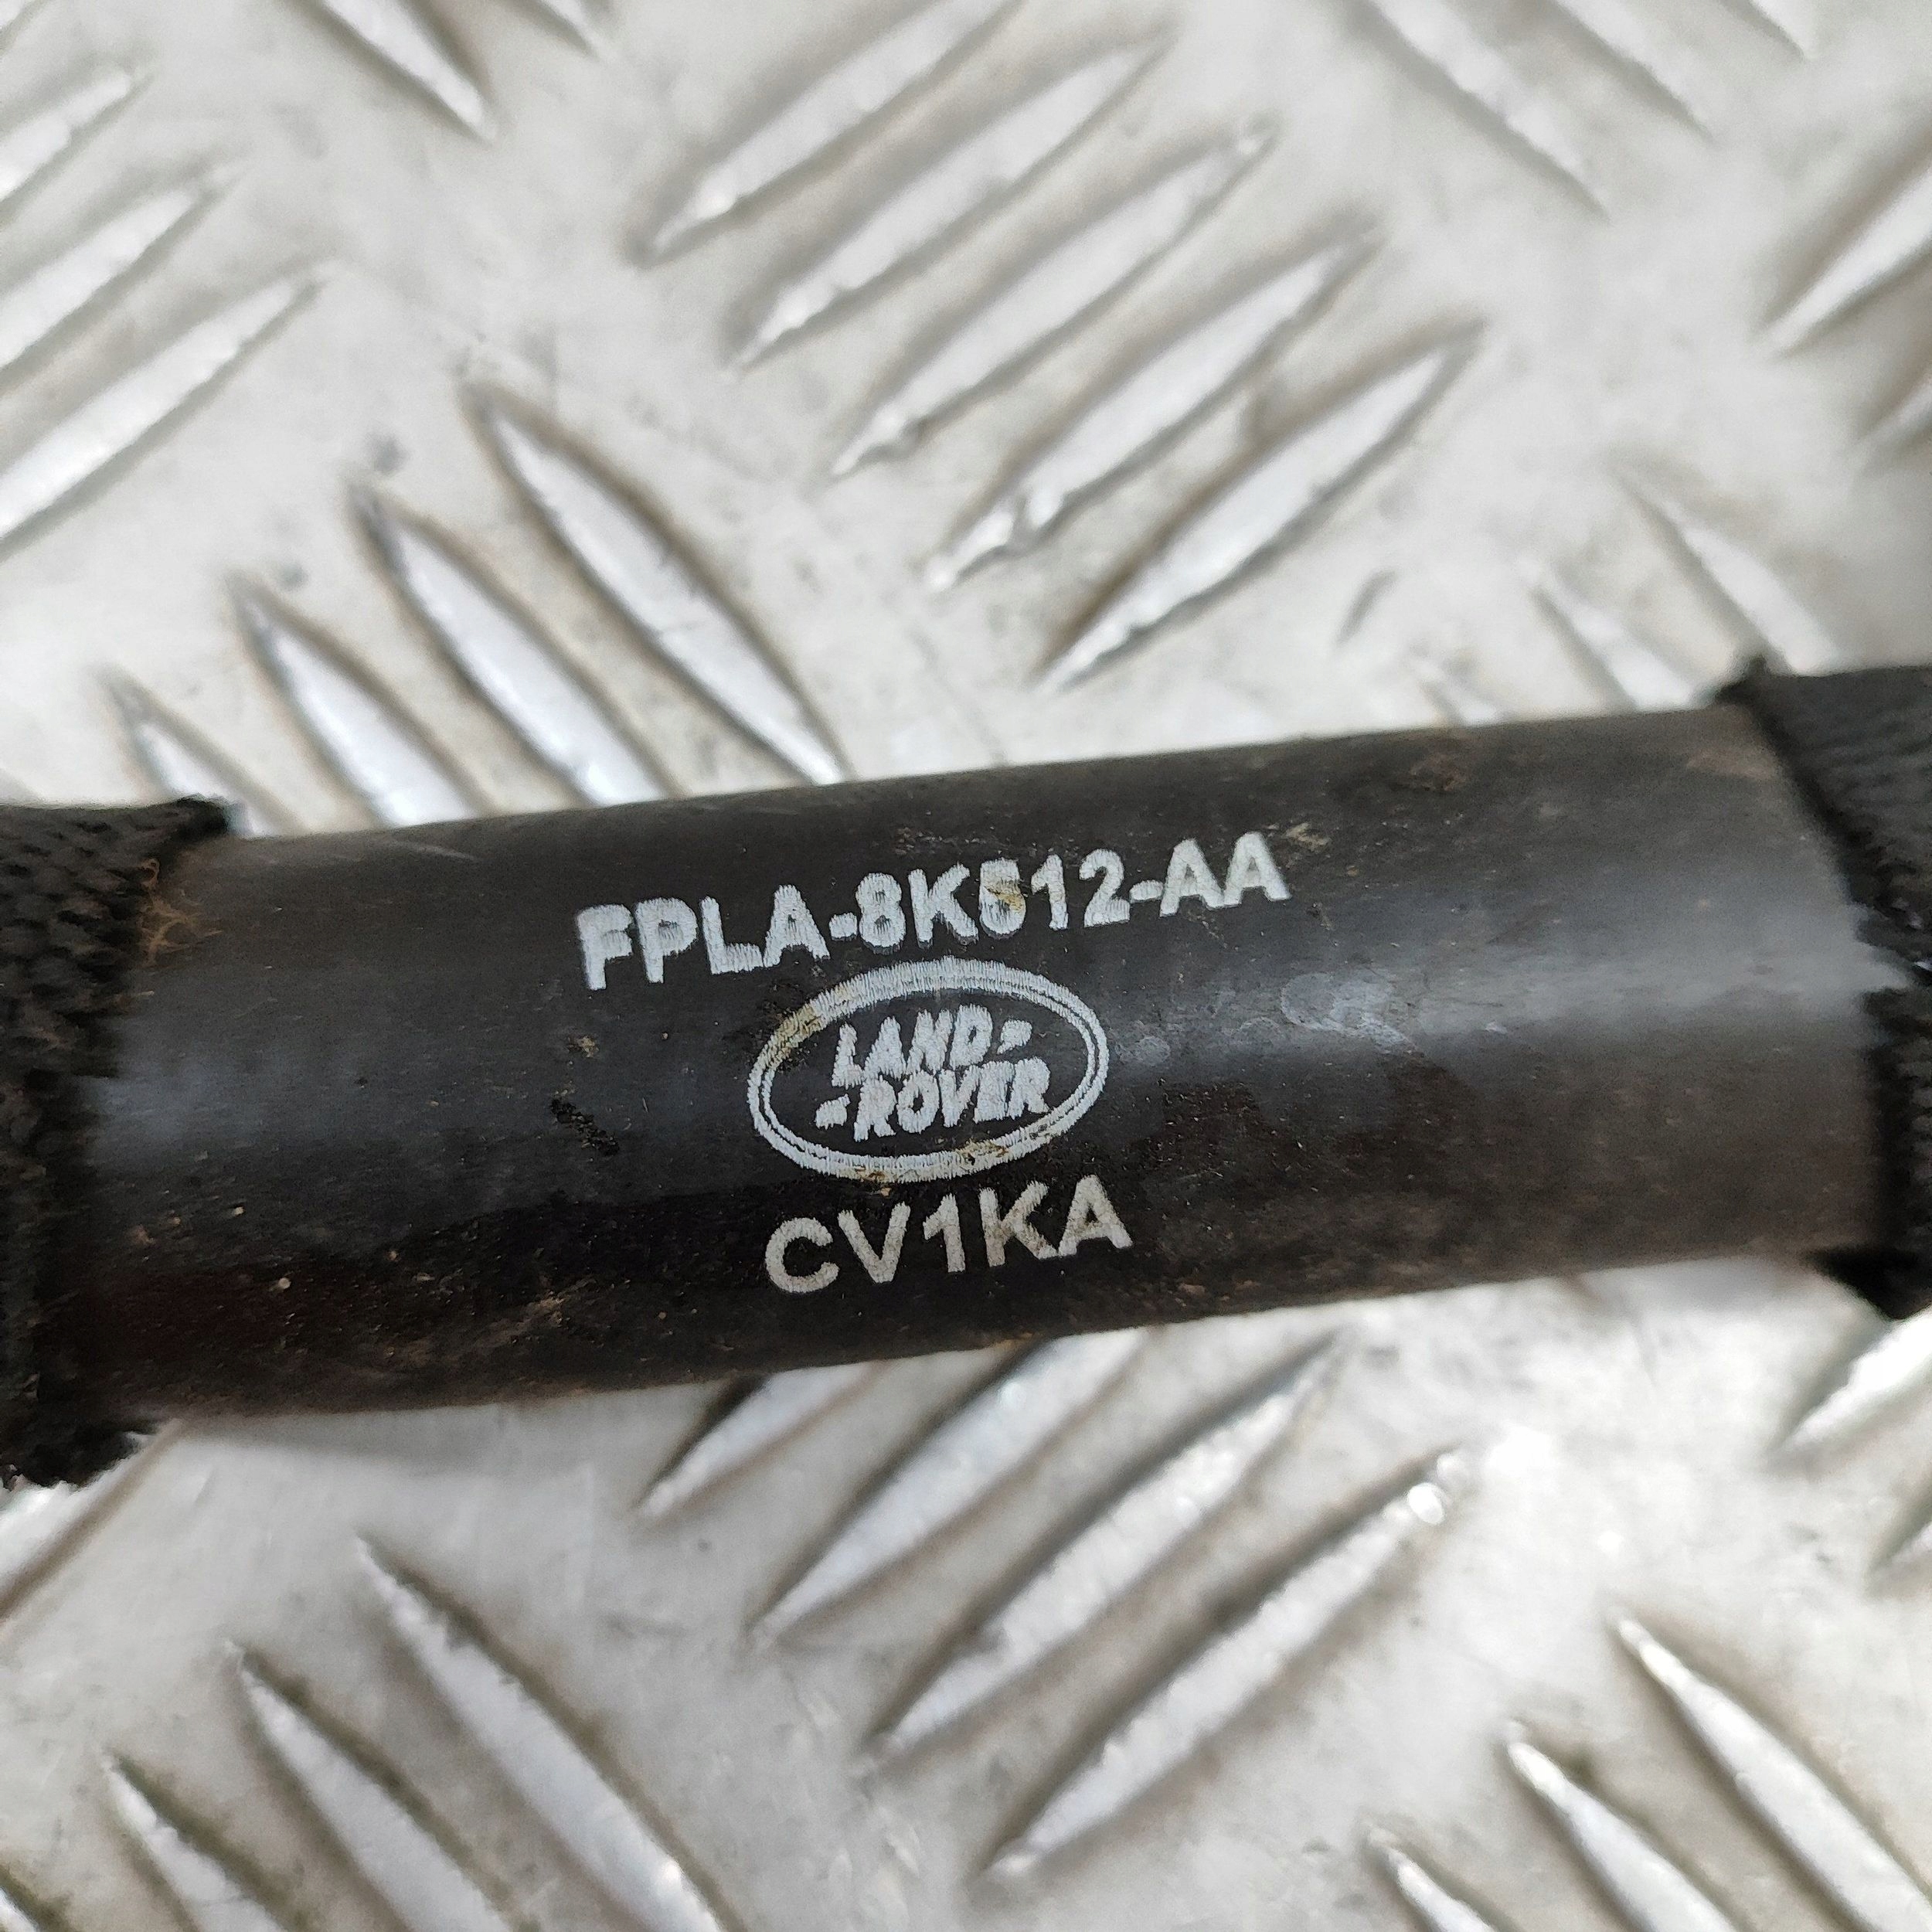 FPLA-8K512-AA
LAND-
-ROVER
CV1KA